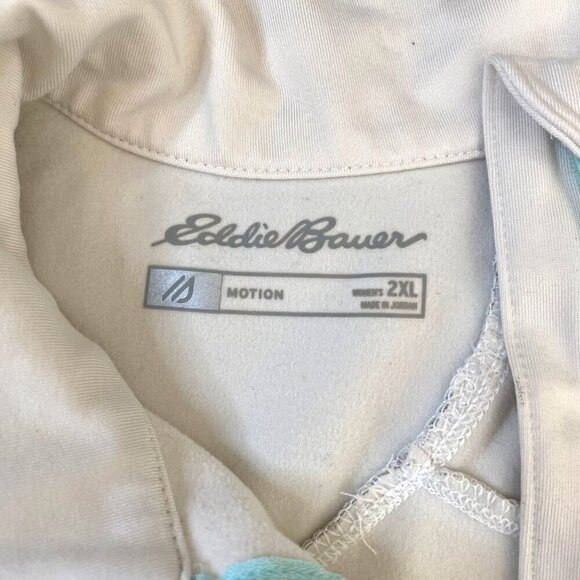 Eddie Bauer
MOTION WOMEN'S 2XL
MADE IN JORDAN